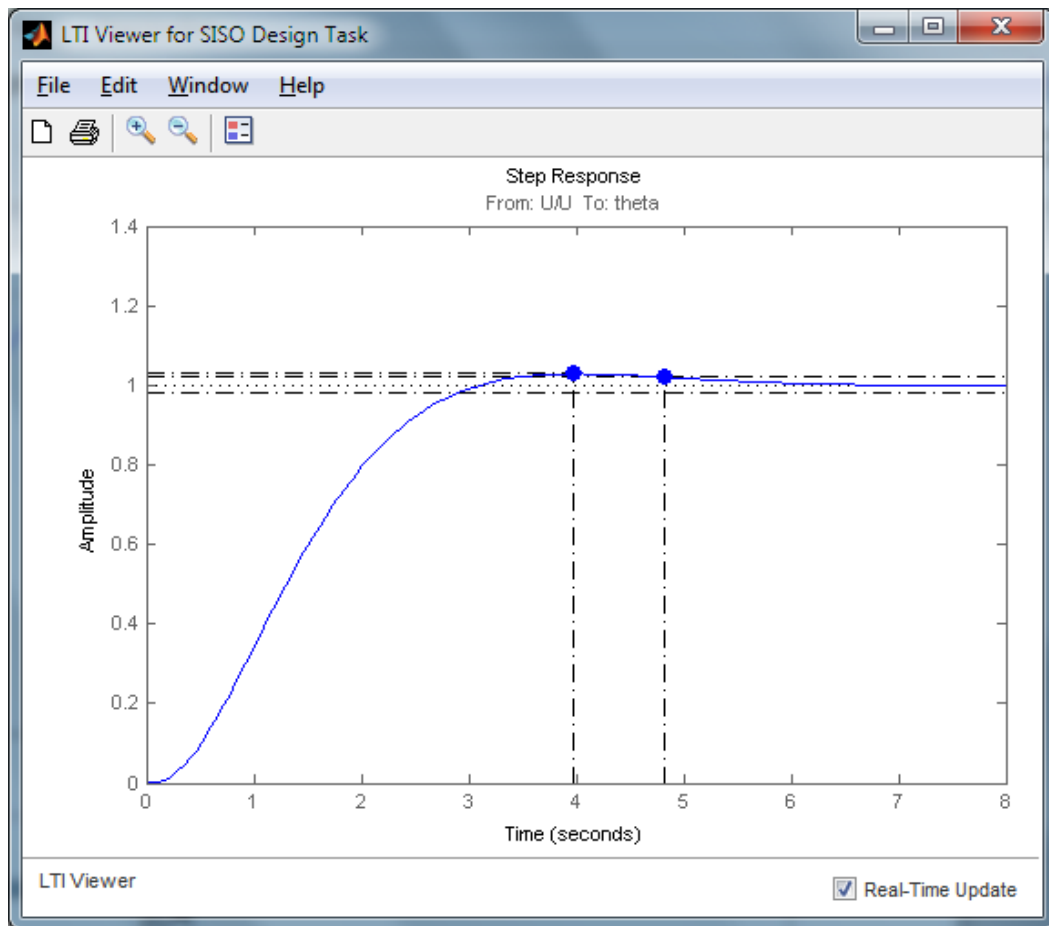 LTI Viewer for SISO Design Task
File Edit Window Help
Step Response
From: U/U To: theta
1.4
1.2
1
0.8
0.6
0.4
0.2
0
Amplitude
0 1 2 3 4 5 6 7 8
Time (seconds)
LTI Viewer
Real-Time Update